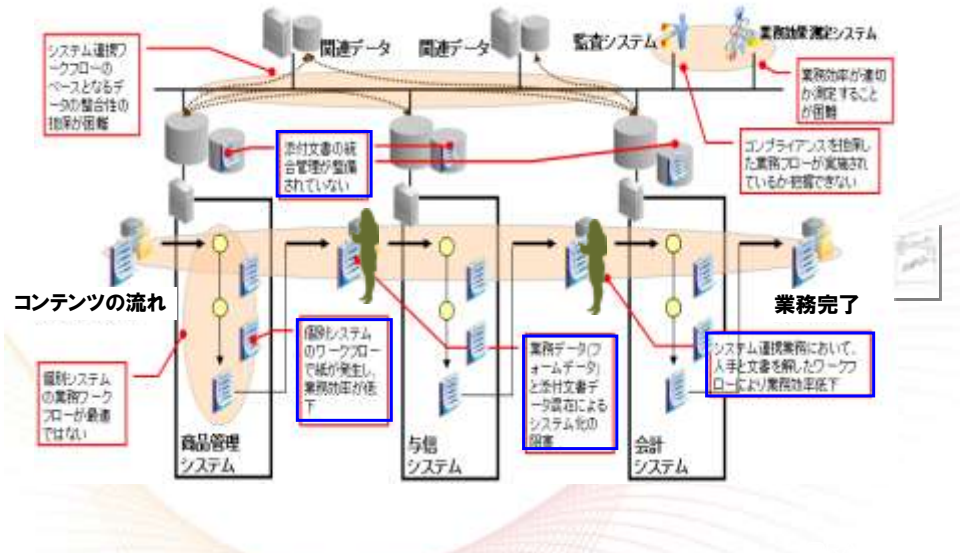 関連データ
関連データ
監査システム
業務効果測定システム
システム連携ワ
ークフローの
ベースとなるデ
ータの整合性の
担保が困難
業務効率が適切
か測定すること
が困難
添付文書の統
合管理が整備
されていない
コンプライアンスを担保し
た業務フローが実施され
ているか把握できない
コンテンツの流れ
業務完了
個別システム
の業務ワーク
フローが最適
ではない
個別システム
のワークフロー
で紙が発生し、
業務効率が低
下
業務データ(フ
ォームデータ)
と添付文書デ
ータ混在による
システム化の
阻害
システム連携業務において、
人手と文書を解したワークフ
ローにより業務効率低下
商品管理
システム
与信
システム
会計
システム